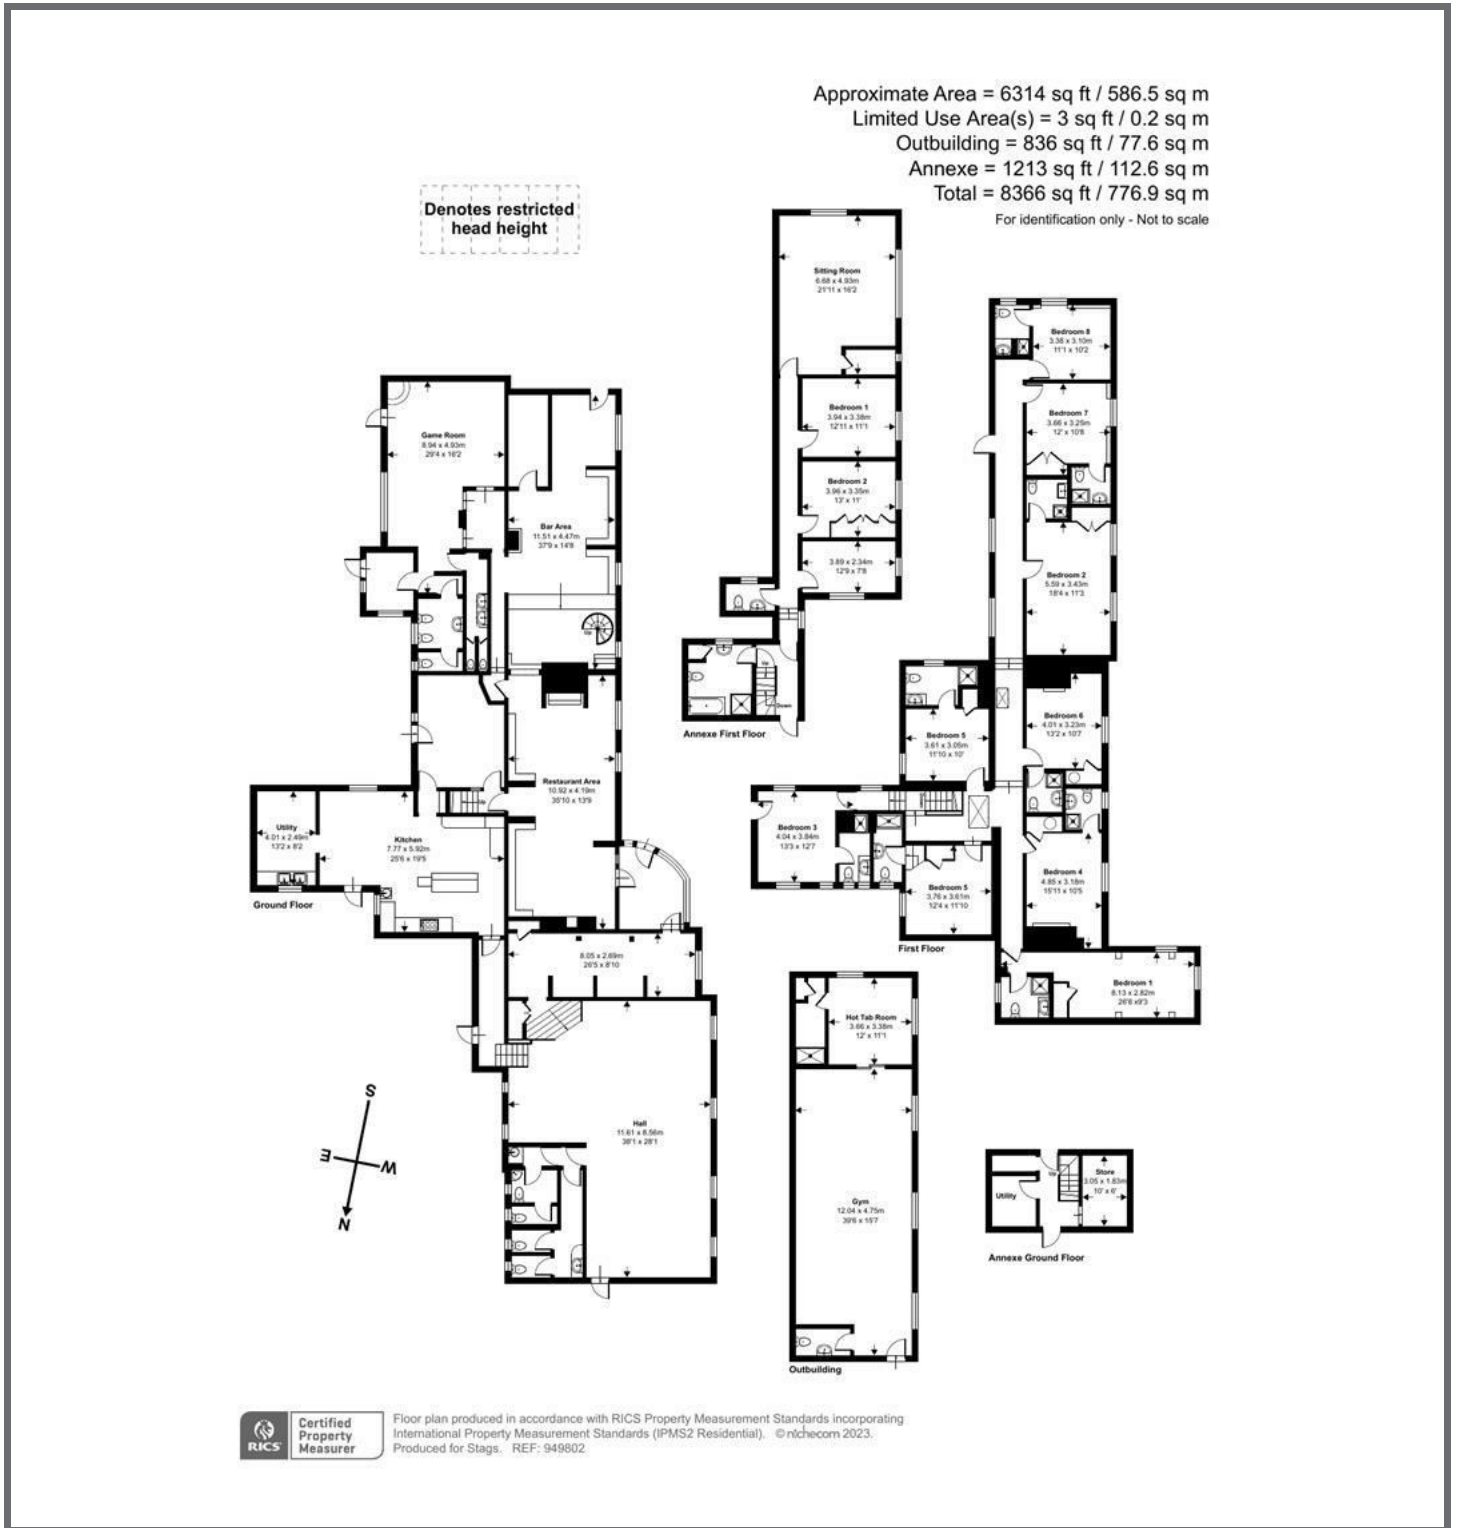 Approximate Area = 6314 sq ft / 586.5 sq m
Limited Use Area(s) = 3 sq ft / 0.2 sq m
Outbuilding = 836 sq ft / 77.6 sq m
Annexe = 1213 sq ft / 112.6 sq m
Total = 8366 sq ft / 776.9 sq m
For identification only - Not to scale
Denotes restricted
head height
Sitting Room
6.68 x 4.93m
21'11 x 16'2
Bedroom 1
3.94 x 3.38m
12'11 x 11'1
Bedroom 2
3.96 x 3.35m
13' x 11'
3.89 x 2.34m
12'9 x 7'8
Up
Down
Annexe First Floor
Bedroom 8
3.38 x 3.10m
11'1 x 10'2
Bedroom 7
3.66 x 3.25m
12' x 10'8
Bedroom 2
5.59 x 3.43m
18'4 x 11'3
Bedroom 6
4.01 x 3.23m
13'2 x 10'7
Bedroom 5
3.61 x 3.05m
11'10 x 10'
Bedroom 3
4.04 x 3.84m
13'3 x 12'7
Bedroom 5
3.76 x 3.61m
12'4 x 11'10
Bedroom 4
4.85 x 3.18m
15'11 x 10'5
First Floor
Bedroom 1
8.13 x 2.82m
26'8 x9'3
Game Room
8.94 x 4.93m
29'4 x 16'2
Bar Area
11.51 x 4.47m
37'9 x 14'8
Up
Restaurant Area
10.92 x 4.19m
35'10 x 13'9
Up
Utility
4.01 x 2.49m
13'2 x 8'2
Kitchen
7.77 x 5.92m
25'6 x 19'5
Ground Floor
8.05 x 2.69m
26'5 x 8'10
Hall
11.61 x 8.56m
38'1 x 28'1
S
E
W
N
Hot Tab Room
3.66 x 3.38m
12' x 11'1
Gym
12.04 x 4.75m
39'6 x 15'7
Outbuilding
Up
Store
3.05 x 1.83m
10' x 6'
Utility
Annexe Ground Floor
RICS
Certified
Property
Measurer
Floor plan produced in accordance with RICS Property Measurement Standards incorporating
International Property Measurement Standards (IPMS2 Residential). © nichecom 2023.
Produced for Stags. REF: 949802